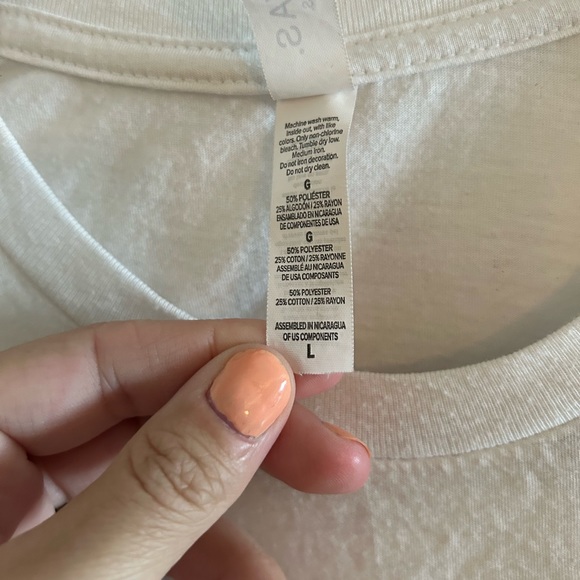 Machine wash warm,
Inside out, with like
colors. Only non-chlorine
bleach. Tumble dry low.
Medium iron.
Do not iron decoration.
Do not dry clean.
G
50% POLIÉSTER
25% ALGODÓN / 25% RAYON
ENSAMBLADO EN NICARAGUA
DE COMPONENTES DE USA
G
50% POLYESTER
25% COTON / 25% RAYONNE
ASSEMBLÉ AU NICARAGUA
DE USA COMPOSANTS
50% POLYESTER
25% COTTON / 25% RAYON
ASSEMBLED IN NICARAGUA
OF US COMPONENTS
L